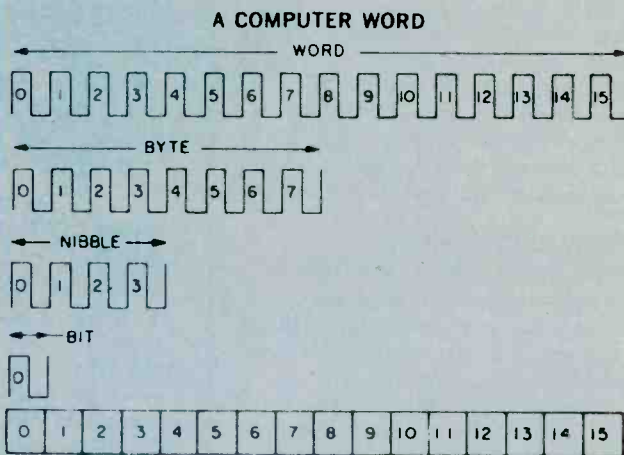 A COMPUTER WORD
WORD
0 1 2 3 4 5 6 7 8 9 10 11 12 13 14 15
BYTE
0 1 2 3 4 5 6 7
NIBBLE
0 1 2 3
BIT
0
0 1 2 3 4 5 6 7 8 9 10 11 12 13 14 15